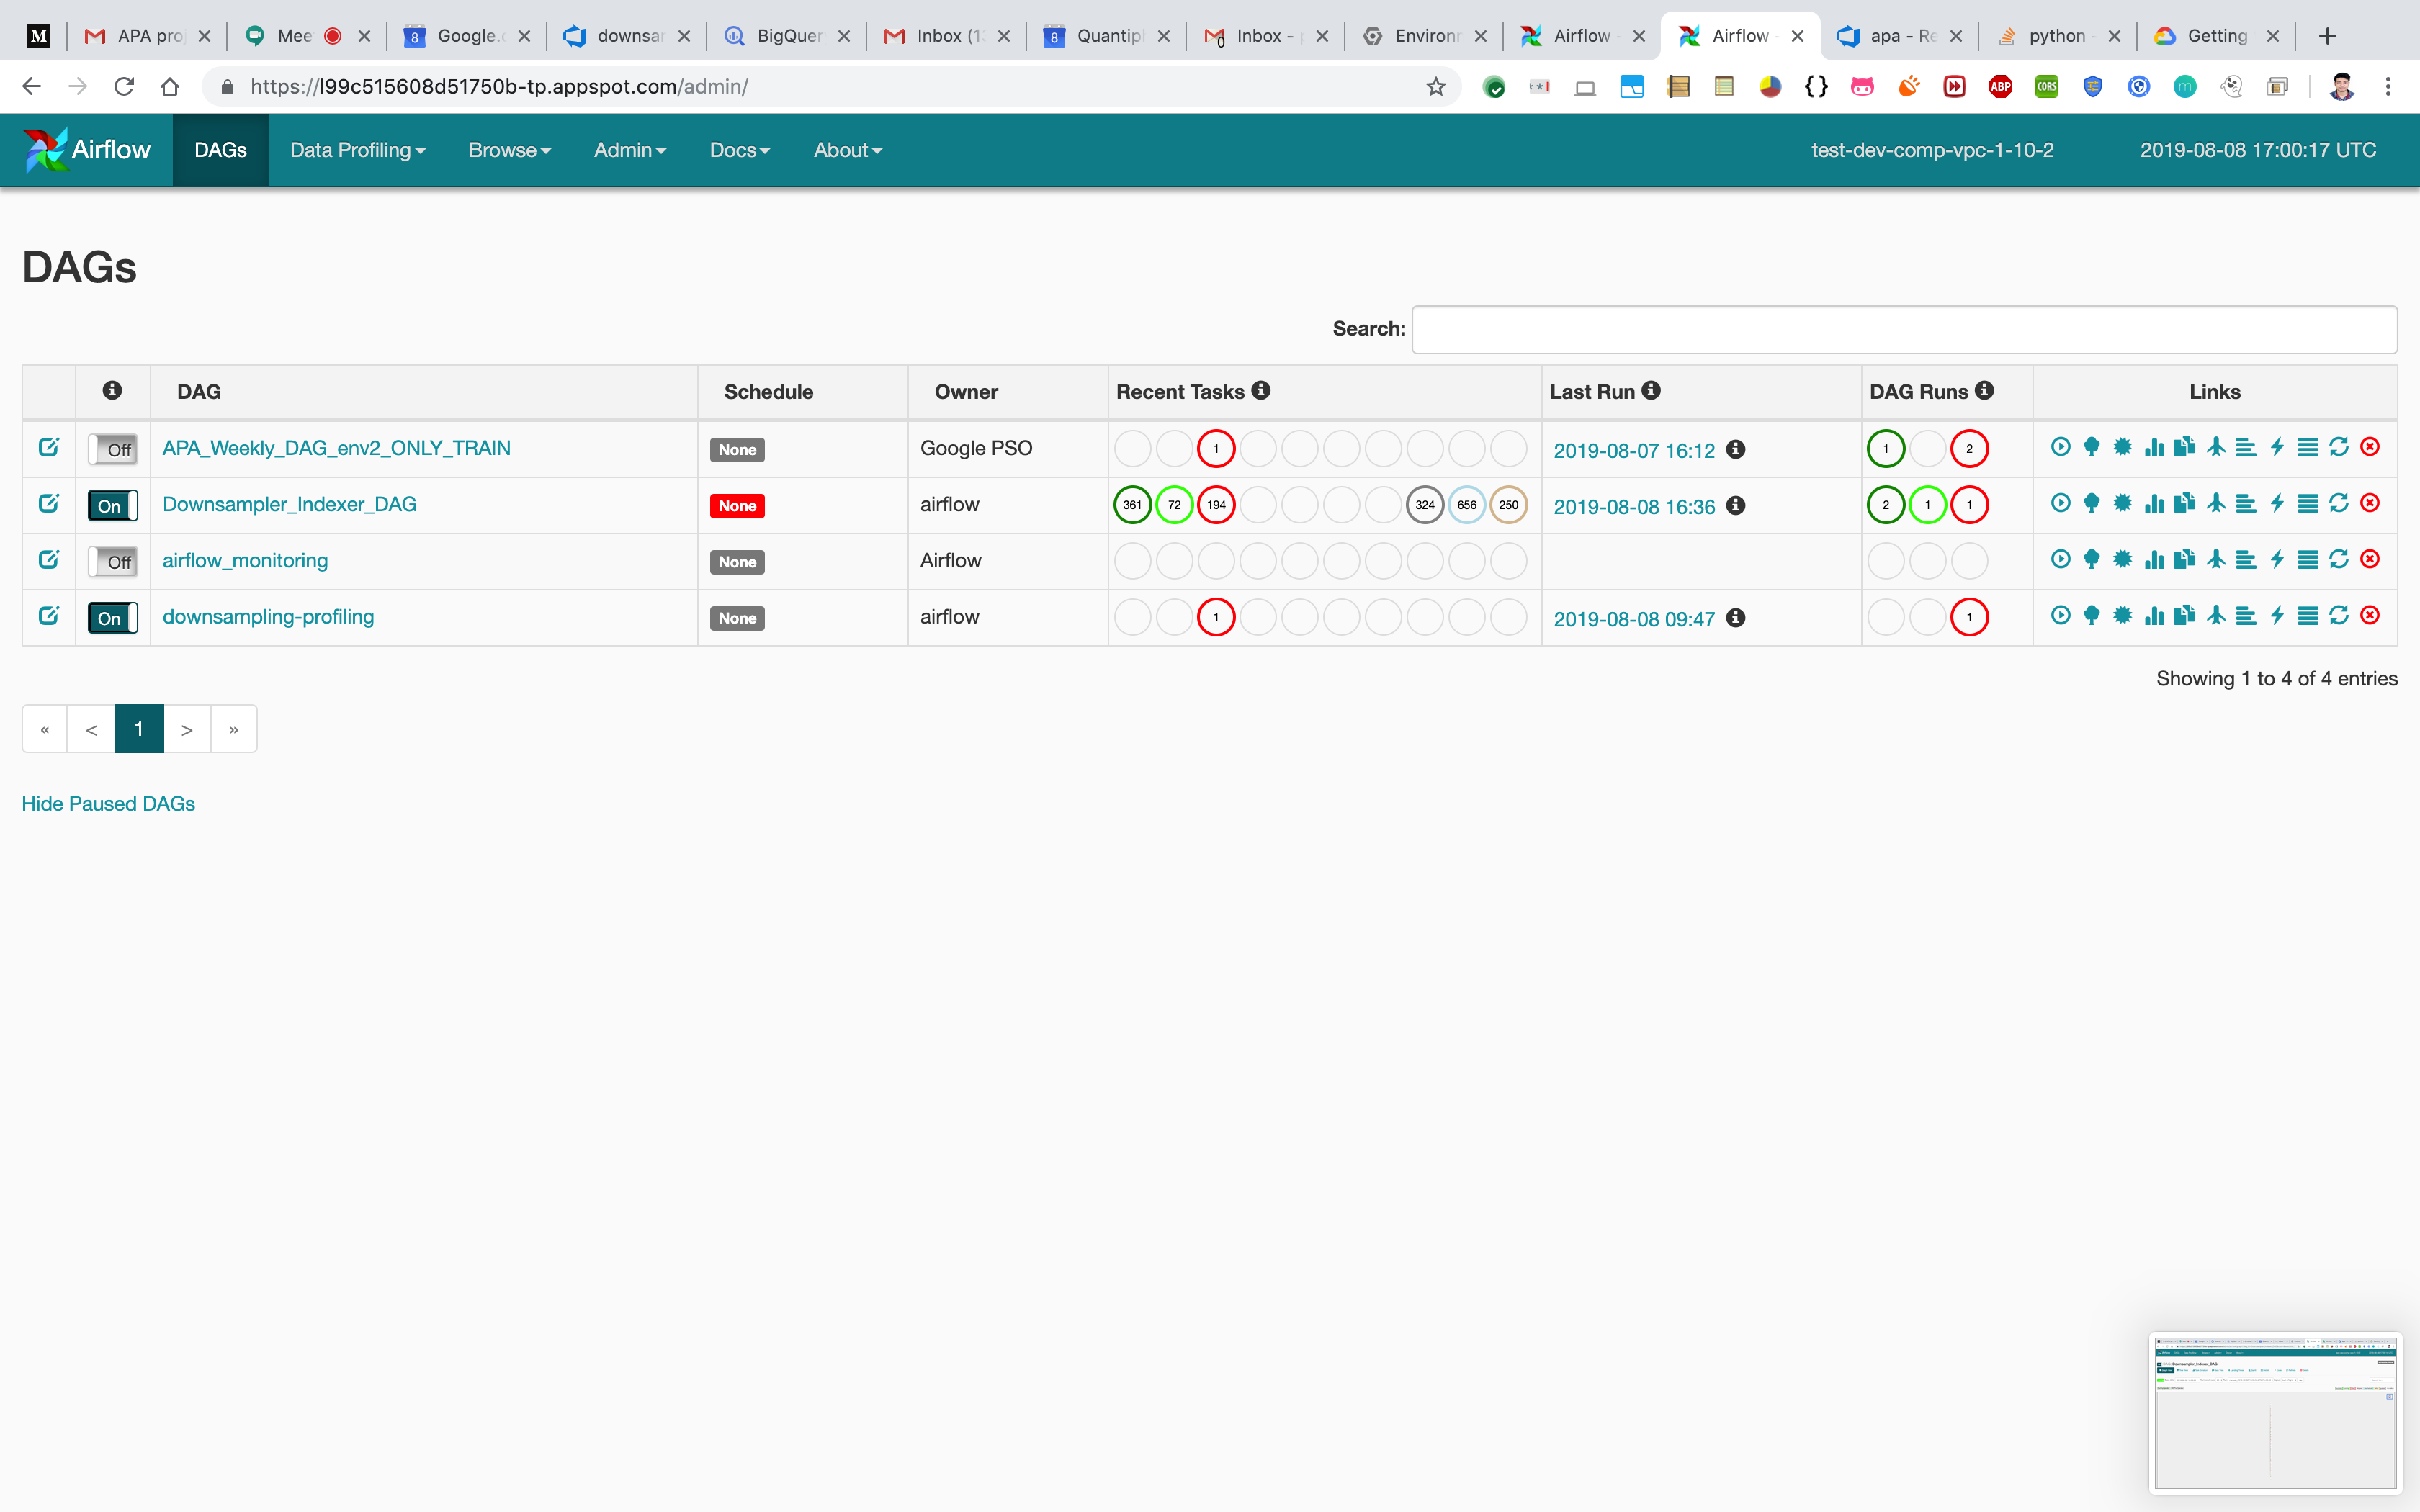 M APA pro Mee Google. downsar BigQuer Inbox (1 Quantip Inbox - Environr Airflow Airflow - apa - Re python - Getting
https://l99c515608d51750b-tp.appspot.com/admin/
ABP CORS m
Airflow DAGs Data Profiling Browse Admin Docs About test-dev-comp-vpc-1-10-2 2019-08-08 17:00:17 UTC
DAGs
Search:
DAG Schedule Owner Recent Tasks Last Run DAG Runs Links
Off APA_Weekly_DAG_env2_ONLY_TRAIN None Google PSO 1 2019-08-07 16:12 1 2
On Downsampler_Indexer_DAG None airflow 361 72 194 324 656 250 2019-08-08 16:36 2 1 1
Off airflow_monitoring None Airflow
On downsampling-profiling None airflow 1 2019-08-08 09:47 1
Showing 1 to 4 of 4 entries
« < 1 > »
Hide Paused DAGs